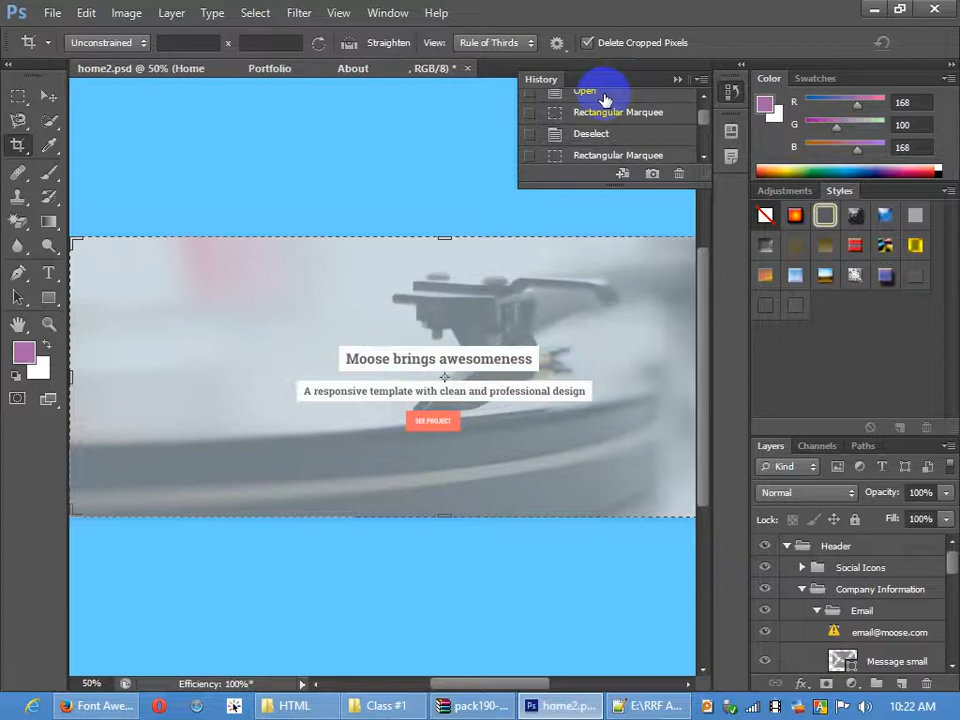 Ps File Edit Image Layer Type Select Filter View Window Help
Unconstrained x Straighten View: Rule of Thirds Delete Cropped Pixels
home2.psd @ 50% (Home Portfolio About , RGB/8) * ×
History
Open
Rectangular Marquee
Deselect
Rectangular Marquee
Color Swatches
R 168
G 100
B 168
Adjustments Styles
Moose brings awesomeness
A responsive template with clean and professional design
SEE PROJECT
Layers Channels Paths
Kind
Normal Opacity: 100%
Lock: Fill: 100%
Header
Social Icons
Company Information
Email
email@moose.com
Message small
50% Efficiency: 100%*
Font Awe... HTML Class #1 pack190-... home2.p... E:\RRF A... 10:22 AM